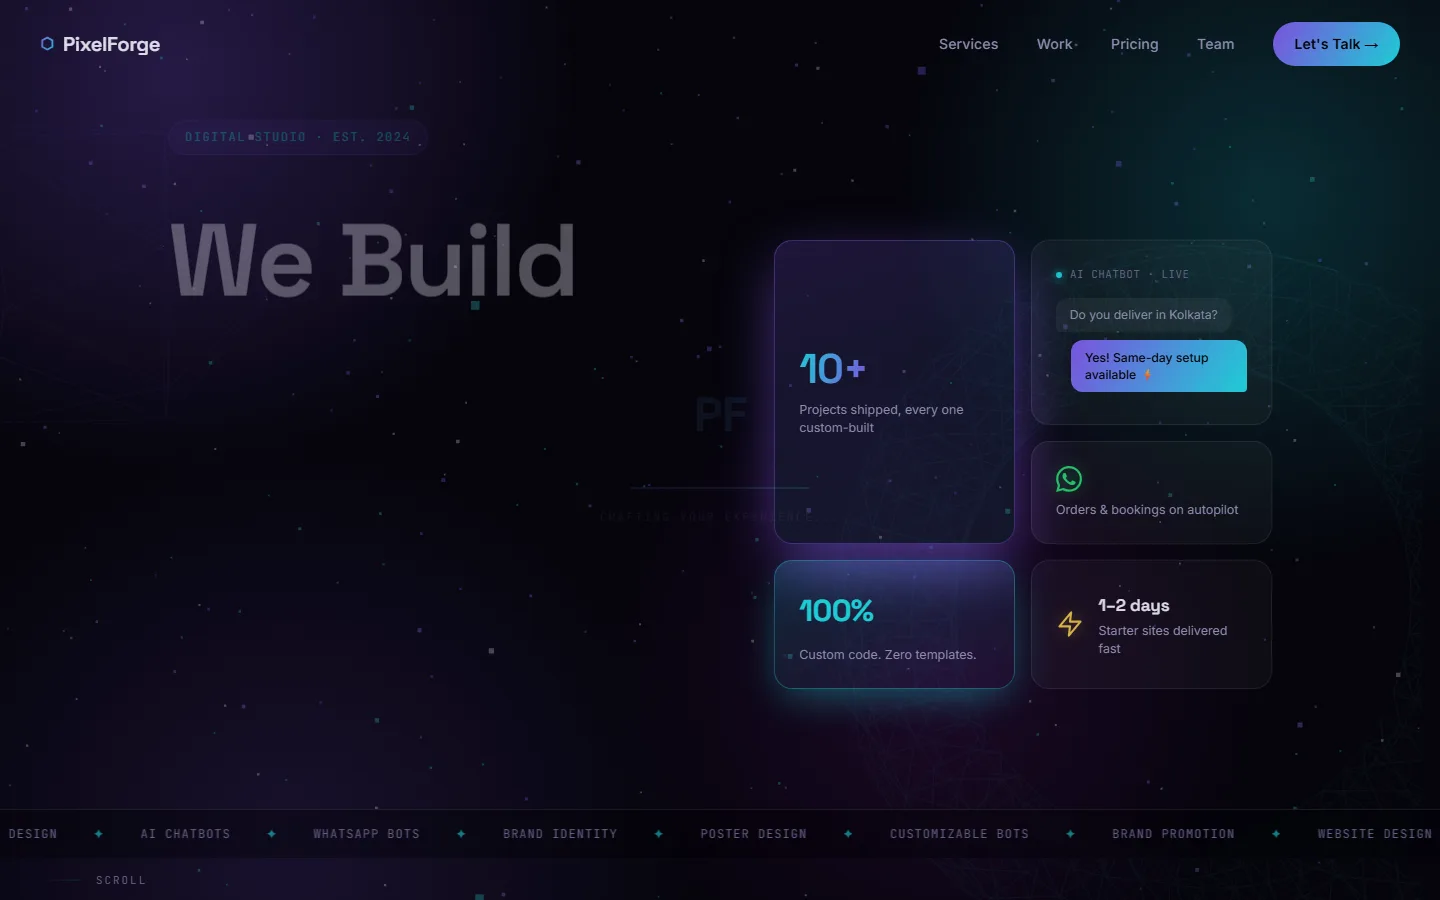 PixelForge
Services
Work
Pricing
Team
Let's Talk →
DIGITAL STUDIO · EST. 2024
We Build
PF
CRAFTING YOUR EXPERIENCE
10+
Projects shipped, every one
custom-built
AI CHATBOT · LIVE
Do you deliver in Kolkata?
Yes! Same-day setup
available
Orders & bookings on autopilot
100%
Custom code. Zero templates.
1–2 days
Starter sites delivered
fast
DESIGN ✦ AI CHATBOTS ✦ WHATSAPP BOTS ✦ BRAND IDENTITY ✦ POSTER DESIGN ✦ CUSTOMIZABLE BOTS ✦ BRAND PROMOTION ✦ WEBSITE DESIGN
SCROLL